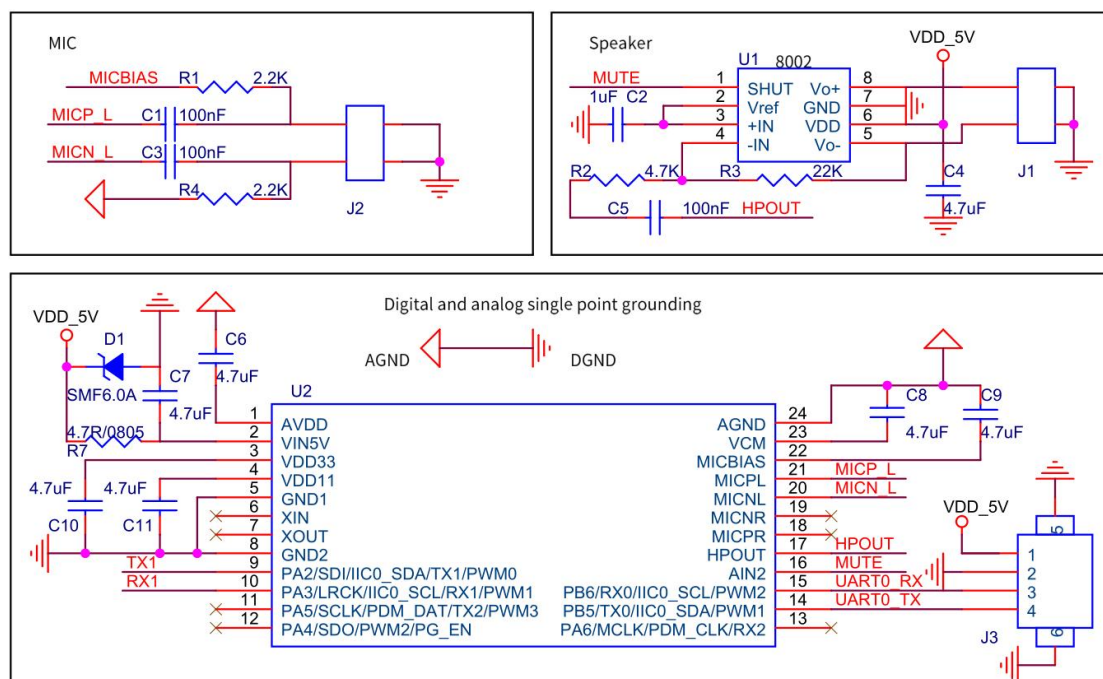 MIC
MICBIAS R1 2.2K
MICP_L C1 100nF
MICN_L C3 100nF
R4 2.2K
J2
Speaker
VDD_5V
U1 8002
MUTE 1 SHUT Vo+ 8
1uF C2 2 Vref GND 7
3 +IN VDD 6
4 -IN Vo- 5
R2 4.7K R3 22K C4 J1
C5 100nF HPOUT 4.7uF
Digital and analog single point grounding
AGND DGND
VDD_5V
D1
SMF6.0A
C7
4.7uF
C6
4.7uF
4.7R/0805
R7
U2
4.7uF 4.7uF
C10 C11
1 AVDD
2 VIN5V
3 VDD33
4 VDD11
5 GND1
6 XIN
7 XOUT
8 GND2
TX1 9 PA2/SDI/IIC0_SDA/TX1/PWM0
RX1 10 PA3/LRCK/IIC0_SCL/RX1/PWM1
11 PA5/SCLK/PDM_DAT/TX2/PWM3
12 PA4/SDO/PWM2/PG_EN
AGND 24
VCM 23
MICBIAS 22
MICPL 21 MICP_L
MICNL 20 MICN_L
MICNR 19
MICPR 18
HPOUT 17 HPOUT
AIN2 16 MUTE
PB6/RX0/IIC0_SCL/PWM2 15 UART0_RX
PB5/TX0/IIC0_SDA/PWM1 14 UART0_TX
PA6/MCLK/PDM_CLK/RX2 13
C8 C9
4.7uF 4.7uF
VDD_5V
5
1
2
3
4
6
J3